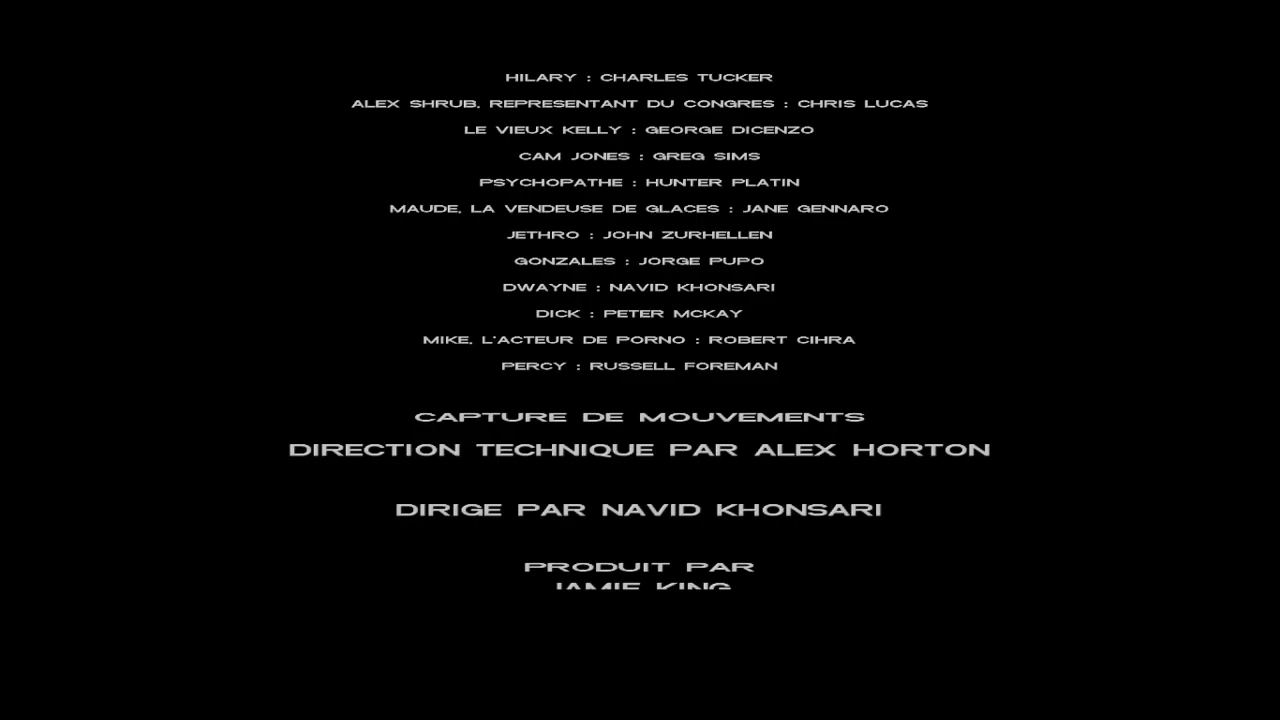 HILARY : CHARLES TUCKER
ALEX SHRUB, REPRESENTANT DU CONGRES : CHRIS LUCAS
LE VIEUX KELLY : GEORGE DICENZO
CAM JONES : GREG SIMS
PSYCHOPATHE : HUNTER PLATIN
MAUDE, LA VENDEUSE DE GLACES : JANE GENNARO
JETHRO : JOHN ZURHELLEN
GONZALES : JORGE PUPO
DWAYNE : NAVID KHONSARI
DICK : PETER MCKAY
MIKE, L'ACTEUR DE PORNO : ROBERT CIHRA
PERCY : RUSSELL FOREMAN
CAPTURE DE MOUVEMENTS
DIRECTION TECHNIQUE PAR ALEX HORTON
DIRIGE PAR NAVID KHONSARI
PRODUIT PAR
JAMIE KING